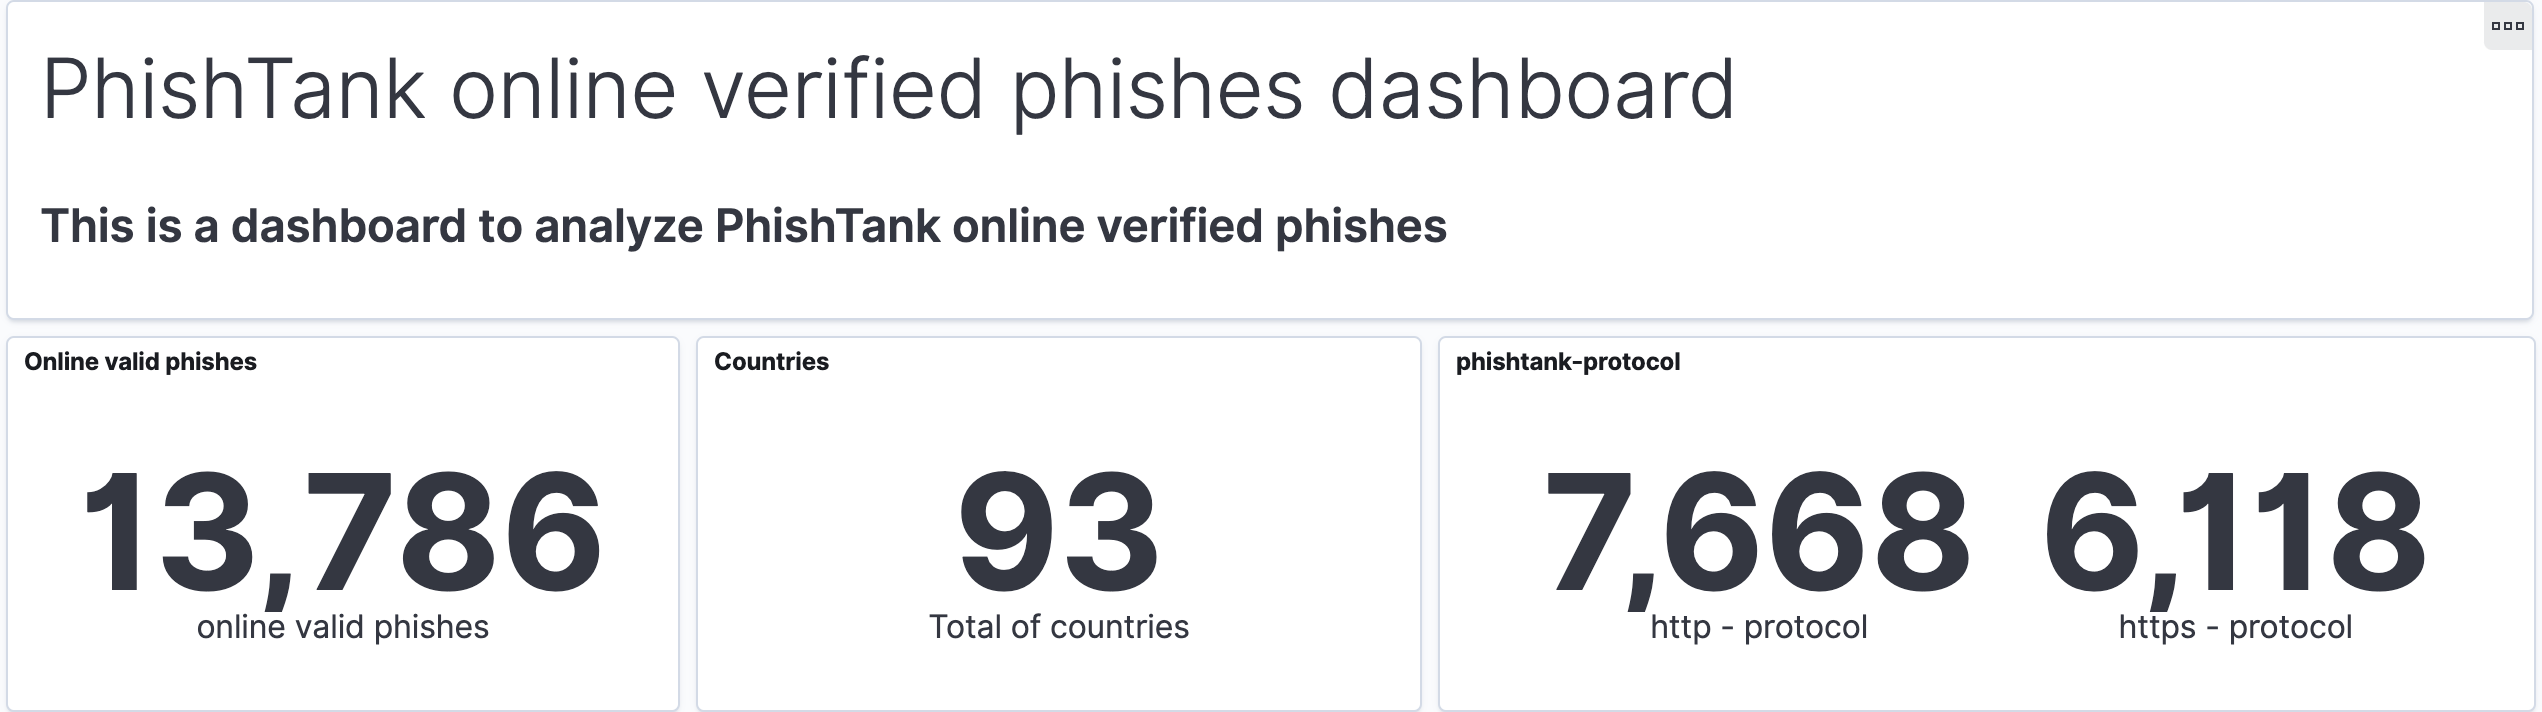 PhishTank online verified phishes dashboard
This is a dashboard to analyze PhishTank online verified phishes
Online valid phishes
13,786
online valid phishes
Countries
93
Total of countries
phishtank-protocol
7,668 6,118
http - protocol https - protocol